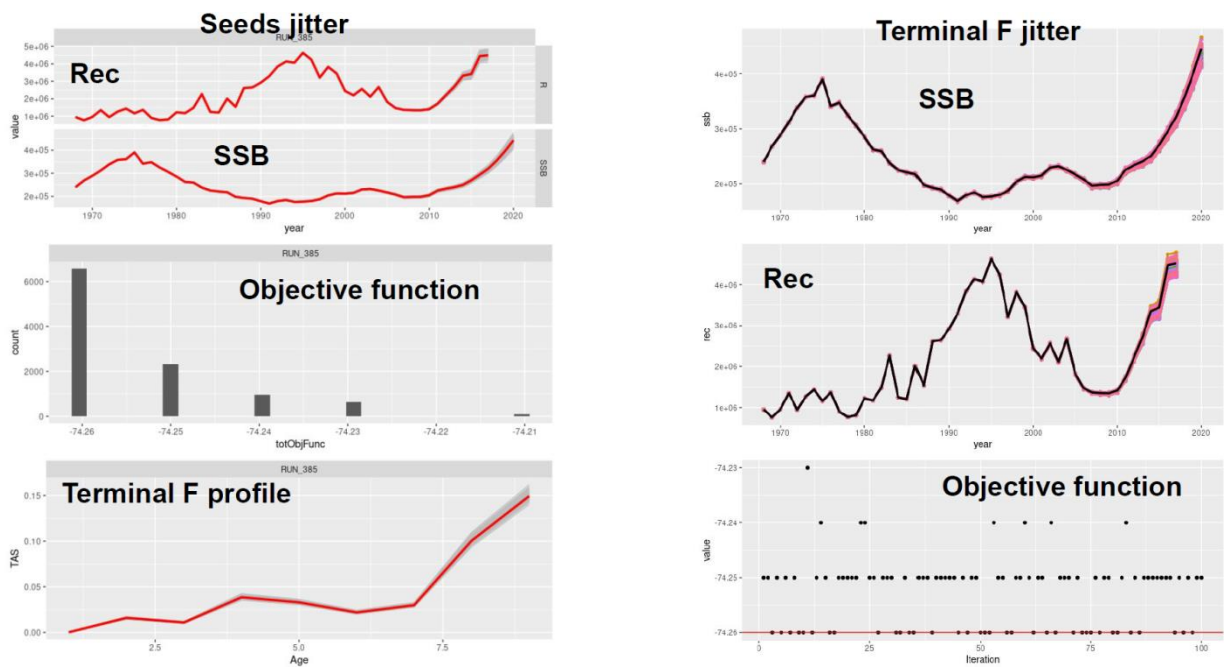 Seeds jitter
RUN_385
5e+06
4e+06
3e+06
2e+06
1e+06
Rec
R
value
4e+05
3e+05
2e+05
SSB
SSB
1970 1980 1990 2000 2010 2020
year
RUN_385
6000
4000
2000
0
count
Objective function
-74.26 -74.25 -74.24 -74.23 -74.22 -74.21
totObjFunc
RUN_385
Terminal F profile
0.15
0.10
0.05
0.00
TAS
2.5 5.0 7.5
Age
Terminal F jitter
SSB
4e+05
3e+05
2e+05
ssb
1970 1980 1990 2000 2010 2020
year
Rec
4e+06
3e+06
2e+06
1e+06
rec
1970 1980 1990 2000 2010 2020
year
Objective function
-74.23
-74.24
-74.25
-74.26
value
0 25 50 75 100
Iteration